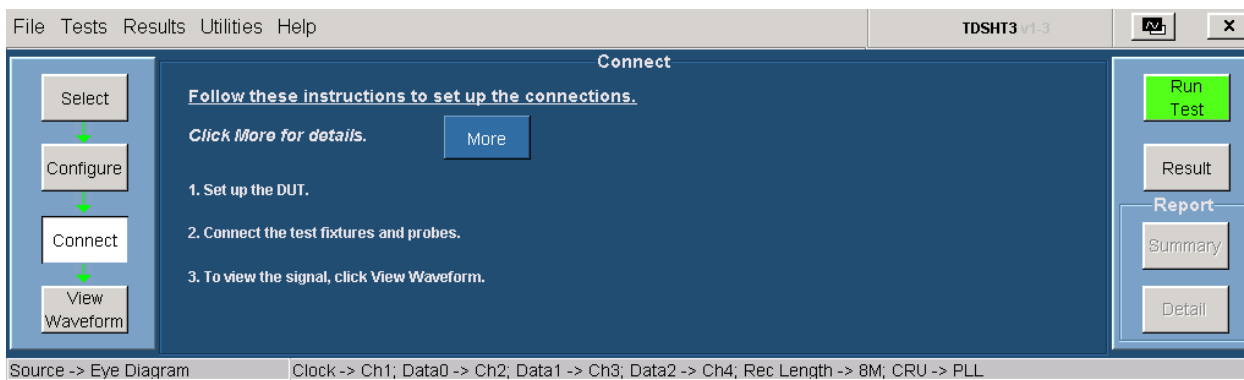 File Tests Results Utilities Help
TDSHT3 v1-3
x
Connect
Select
Configure
Connect
View
Waveform
Follow these instructions to set up the connections.
Click More for details.
More
1. Set up the DUT.
2. Connect the test fixtures and probes.
3. To view the signal, click View Waveform.
Run
Test
Result
Report
Summary
Detail
Source -> Eye Diagram
Clock -> Ch1; Data0 -> Ch2; Data1 -> Ch3; Data2 -> Ch4; Rec Length -> 8M; CRU -> PLL